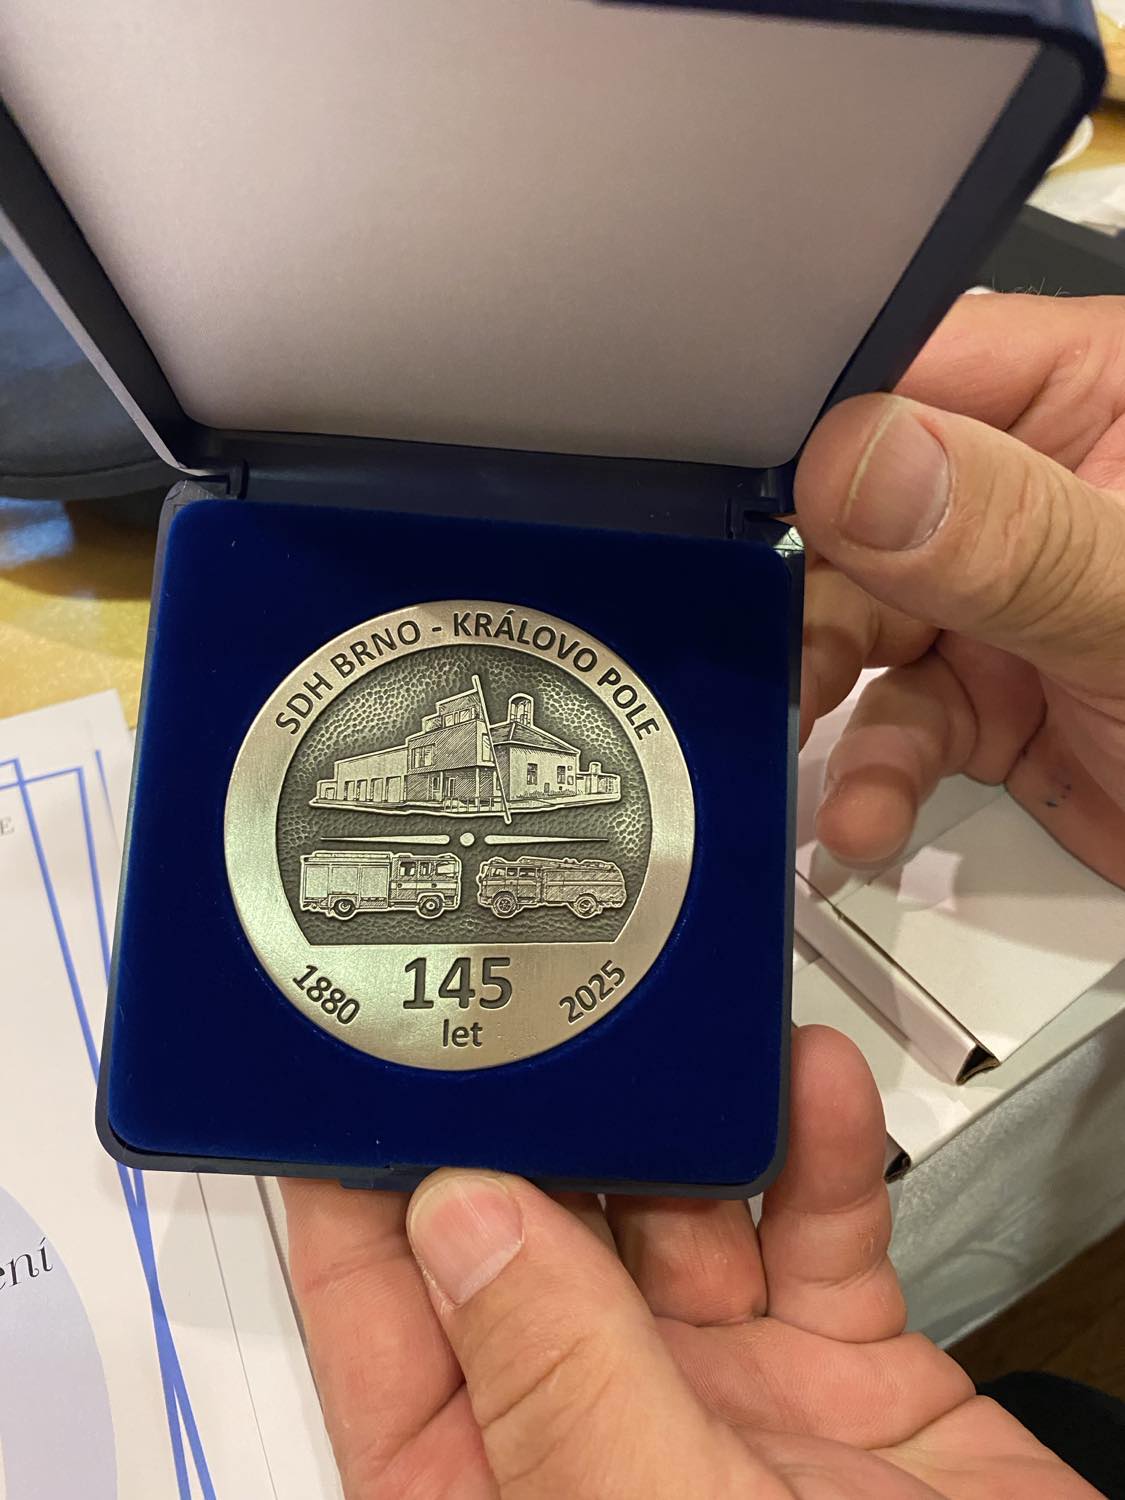 SDH BRNO - KRÁLOVO POLE
145
let
1880
2025